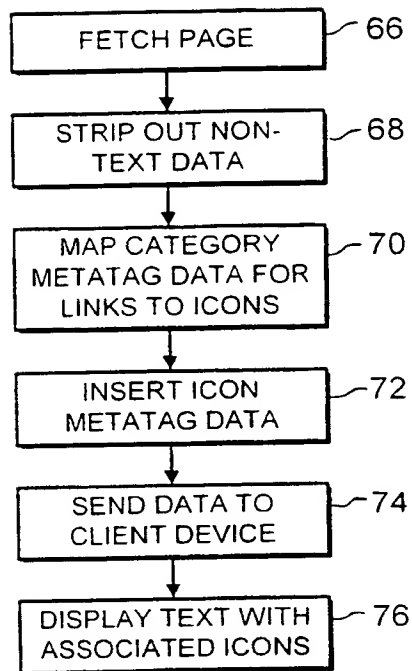 FETCH PAGE
66
STRIP OUT NON-
TEXT DATA
68
MAP CATEGORY
METATAG DATA FOR
LINKS TO ICONS
70
INSERT ICON
METATAG DATA
72
SEND DATA TO
CLIENT DEVICE
74
DISPLAY TEXT WITH
ASSOCIATED ICONS
76